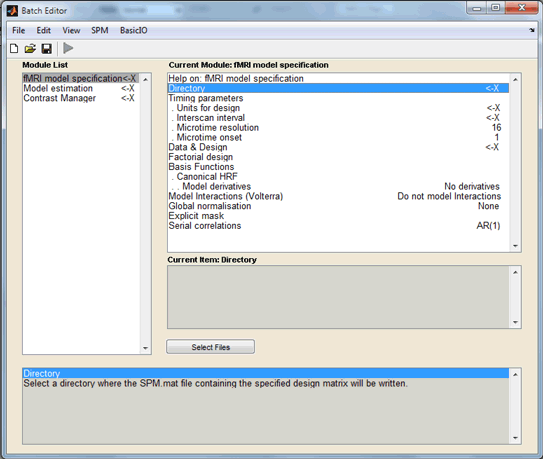 Batch Editor
File Edit View SPM BasicIO
Module List
fMRI model specification<-X
Model estimation <-X
Contrast Manager <-X
Current Module: fMRI model specification
Help on: fMRI model specification
Directory <-X
Timing parameters
. Units for design <-X
. Interscan interval <-X
. Microtime resolution 16
. Microtime onset 1
Data & Design <-X
Factorial design
Basis Functions
. Canonical HRF
. . Model derivatives No derivatives
Model Interactions (Volterra) Do not model Interactions
Global normalisation None
Explicit mask
Serial correlations AR(1)
Current Item: Directory
Select Files
Directory
Select a directory where the SPM.mat file containing the specified design matrix will be written.